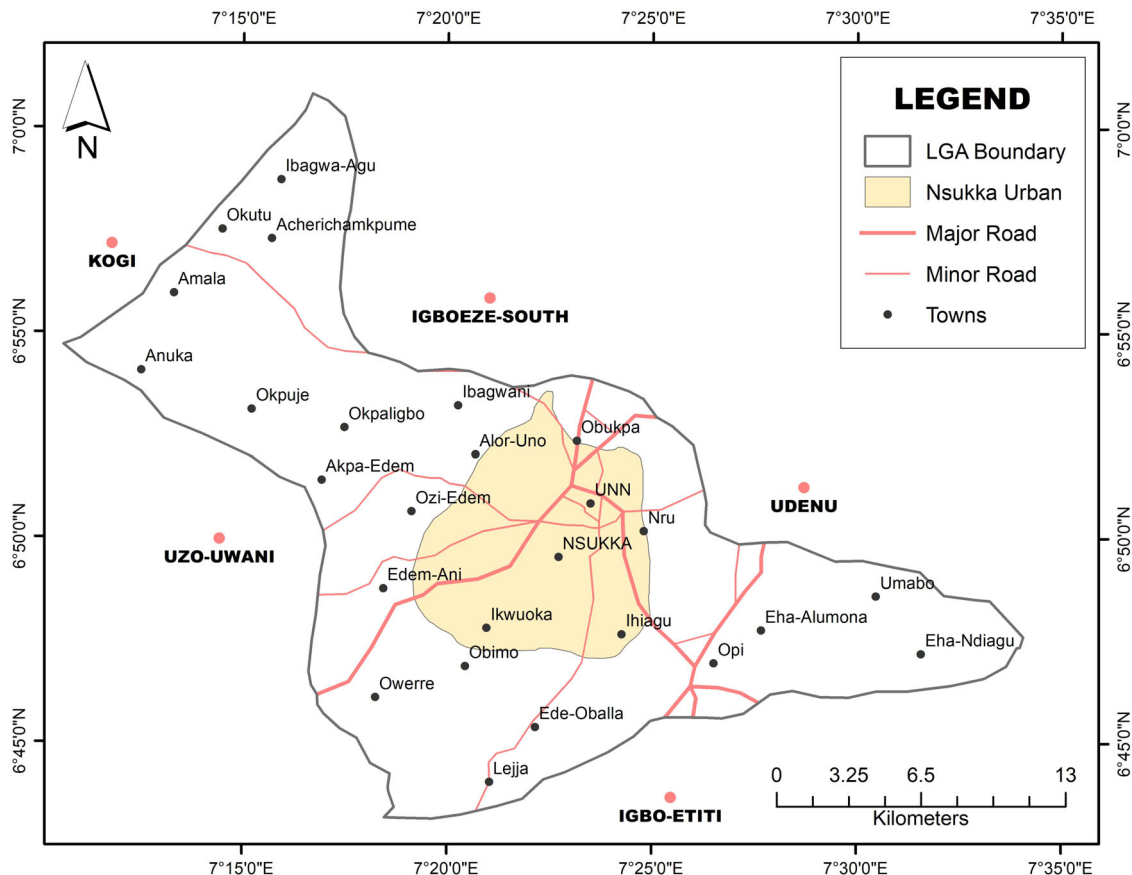 7°15'0"E
7°20'0"E
7°25'0"E
7°30'0"E
7°35'0"E
7°0'0"N
7°0'0"N
N
LEGEND
LGA Boundary
Nsukka Urban
Major Road
Minor Road
Towns
Ibagwa-Agu
Okutu
Acherichamkpume
KOGI
Amala
IGBOEZE-SOUTH
6°55'0"N
6°55'0"N
Anuka
Okpuje
Ibagwani
Okpaligbo
Obukpa
Alor-Uno
Akpa-Edem
UNN
Ozi-Edem
Nru
UDENU
6°50'0"N
6°50'0"N
UZO-UWANI
NSUKKA
Edem-Ani
Umabo
Ikwuoka
Ihiagu
Eha-Alumona
Eha-Ndiagu
Obimo
Opi
Owerre
Ede-Oballa
6°45'0"N
6°45'0"N
Lejja
0 3.25 6.5 13
Kilometers
IGBO-ETITI
7°15'0"E
7°20'0"E
7°25'0"E
7°30'0"E
7°35'0"E